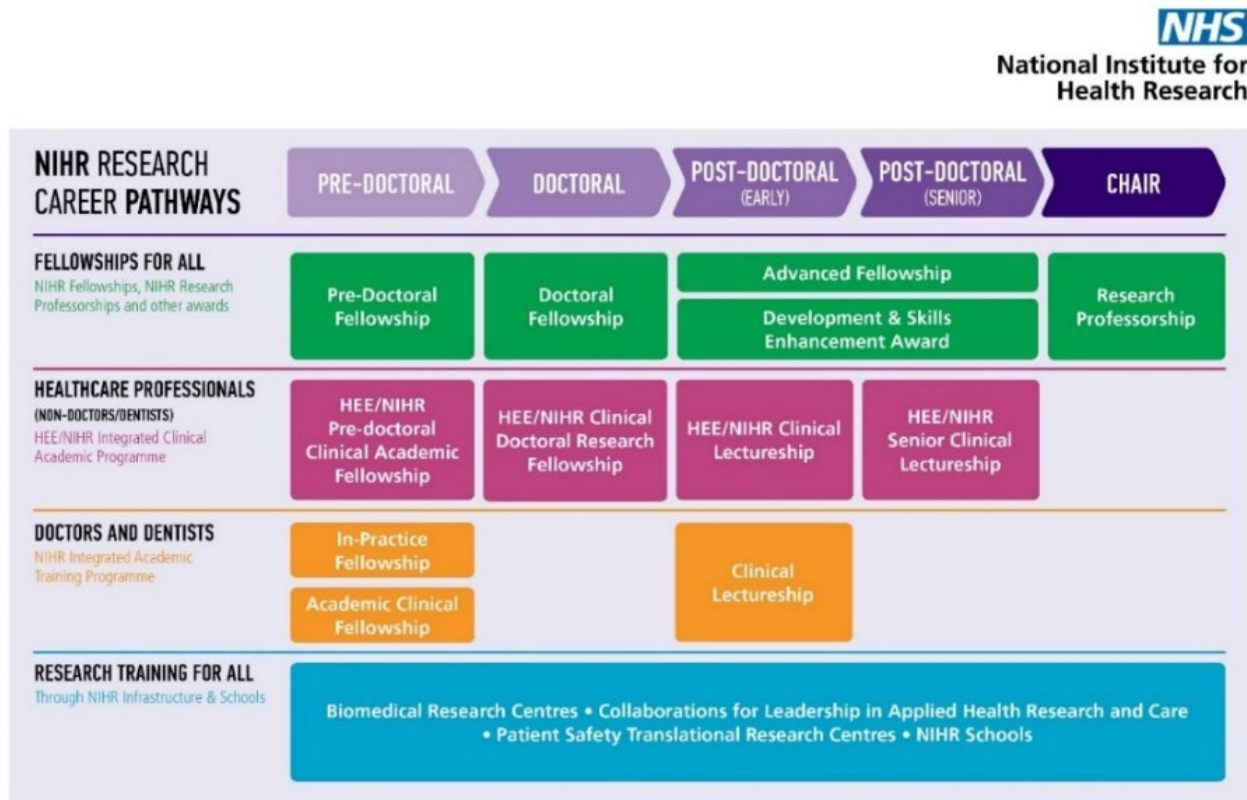 NHS
National Institute for
Health Research
NIHR RESEARCH
CAREER PATHWAYS
PRE-DOCTORAL
DOCTORAL
POST-DOCTORAL
(EARLY)
POST-DOCTORAL
(SENIOR)
CHAIR
FELLOWSHIPS FOR ALL
NIHR Fellowships, NIHR Research
Professorships and other awards
Pre-Doctoral
Fellowship
Doctoral
Fellowship
Advanced Fellowship
Development & Skills
Enhancement Award
Research
Professorship
HEALTHCARE PROFESSIONALS
(NON-DOCTORS/DENTISTS)
HEE/NIHR Integrated Clinical
Academic Programme
HEE/NIHR
Pre-doctoral
Clinical Academic
Fellowship
HEE/NIHR Clinical
Doctoral Research
Fellowship
HEE/NIHR Clinical
Lectureship
HEE/NIHR
Senior Clinical
Lectureship
DOCTORS AND DENTISTS
NIHR Integrated Academic
Training Programme
In-Practice
Fellowship
Academic Clinical
Fellowship
Clinical
Lectureship
RESEARCH TRAINING FOR ALL
Through NIHR Infrastructure & Schools
Biomedical Research Centres • Collaborations for Leadership in Applied Health Research and Care
• Patient Safety Translational Research Centres • NIHR Schools